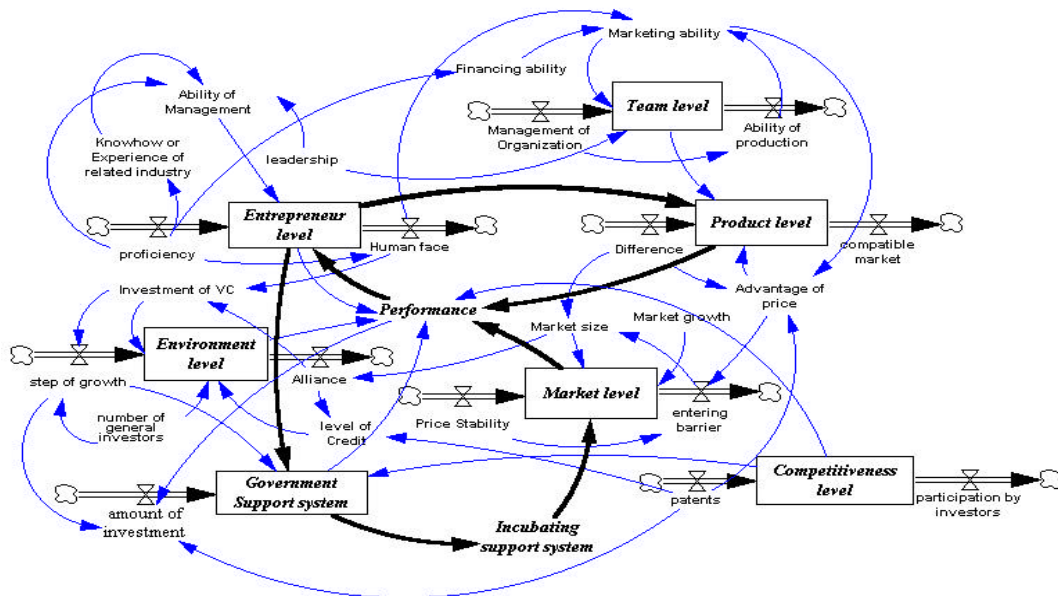 Marketing ability
Financing ability
Ability of
Management
Team level
Management of
Organization
Ability of
production
Knowhow or
Experience of
related industry
leadership
Entrepreneur
level
Product level
proficiency
Human face
Difference
compatible
market
Investment of VC
Advantage of
price
Performance
Market size
Market growth
Environment
level
step of growth
Alliance
Market level
number of
general
investors
level of
Credit
Price Stability
entering
barrier
Government
Support system
Competitiveness
level
patents
participation by
investors
amount of
investment
Incubating
support system